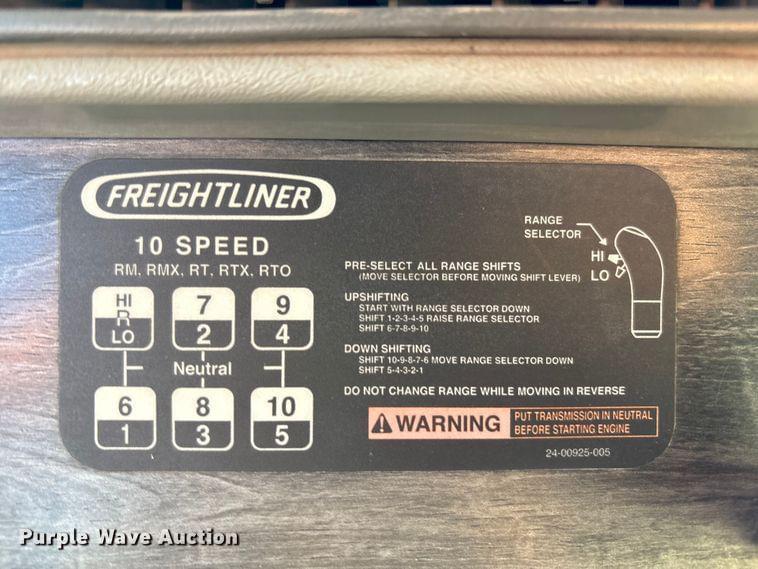 FREIGHTLINER
10 SPEED
RM, RMX, RT, RTX, RTO
HI
R
LO
7
2
9
4
Neutral
6
1
8
3
10
5
RANGE
SELECTOR
HI
LO
PRE-SELECT ALL RANGE SHIFTS
(MOVE SELECTOR BEFORE MOVING SHIFT LEVER)
UPSHIFTING
START WITH RANGE SELECTOR DOWN
SHIFT 1-2-3-4-5 RAISE RANGE SELECTOR
SHIFT 6-7-8-9-10
DOWN SHIFTING
SHIFT 10-9-8-7-6 MOVE RANGE SELECTOR DOWN
SHIFT 5-4-3-2-1
DO NOT CHANGE RANGE WHILE MOVING IN REVERSE
WARNING
PUT TRANSMISSION IN NEUTRAL
BEFORE STARTING ENGINE
24-00925-005
Purple Wave Auction